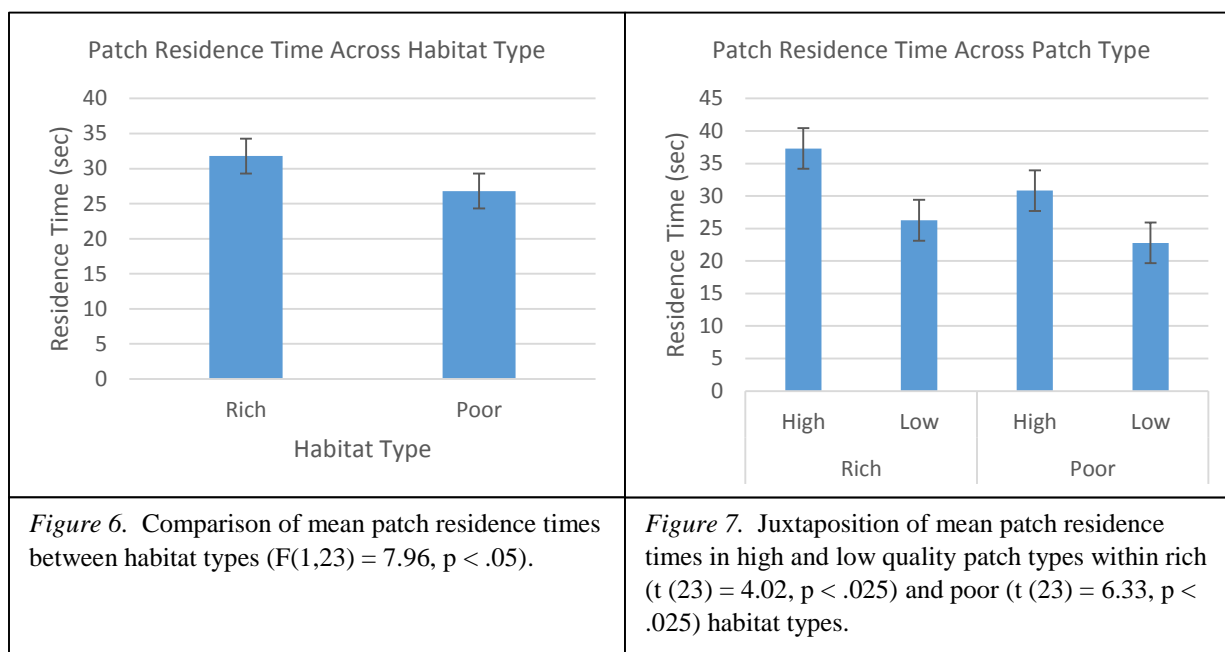 Patch Residence Time Across Habitat Type
Residence Time (sec)
40
35
30
25
20
15
10
5
0
Rich
Poor
Habitat Type
Patch Residence Time Across Patch Type
Residence Time (sec)
45
40
35
30
25
20
15
10
5
0
High
Low
High
Low
Rich
Poor
Figure 6.  Comparison of mean patch residence times
between habitat types (F(1,23) = 7.96, p < .05).
Figure 7.  Juxtaposition of mean patch residence
times in high and low quality patch types within rich
(t (23) = 4.02, p < .025) and poor (t (23) = 6.33, p <
.025) habitat types.